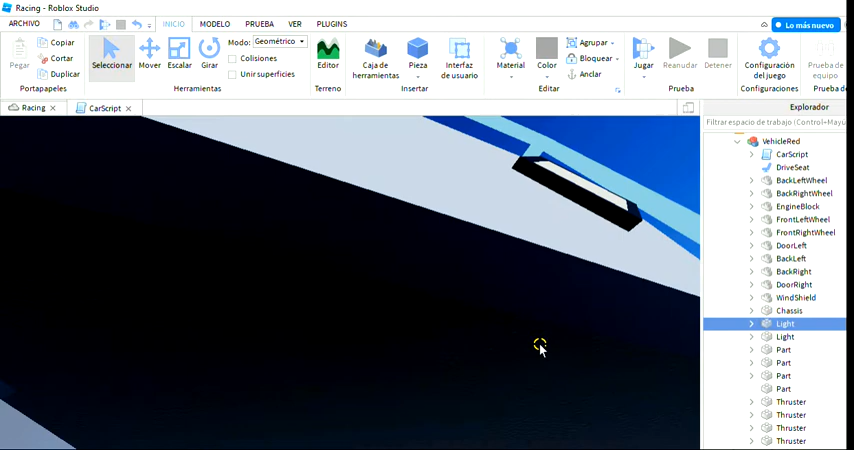 Racing - Roblox Studio
ARCHIVO
INICIO MODELO PRUEBA VER PLUGINS
Lo más nuevo
Pegar Copiar Cortar Duplicar
Portapapeles
Seleccionar Mover Escalar Girar
Modo: Geométrico
Colisiones
Unir superficies
Herramientas
Editor
Terreno
Caja de herramientas
Pieza
Interfaz de usuario
Insertar
Material Color
Agrupar
Bloquear
Anclar
Editar
Jugar Reanudar Detener
Prueba
Configuración del juego
Configuraciones
Prueba de equipo
Racing
CarScript
Explorador
Filtrar espacio de trabajo (Control+Mayú
VehicleRed
CarScript
DriveSeat
BackLeftWheel
BackRightWheel
EngineBlock
FrontLeftWheel
FrontRightWheel
DoorLeft
BackLeft
BackRight
DoorRight
WindShield
Chassis
Light
Light
Part
Part
Part
Part
Thruster
Thruster
Thruster
Thruster